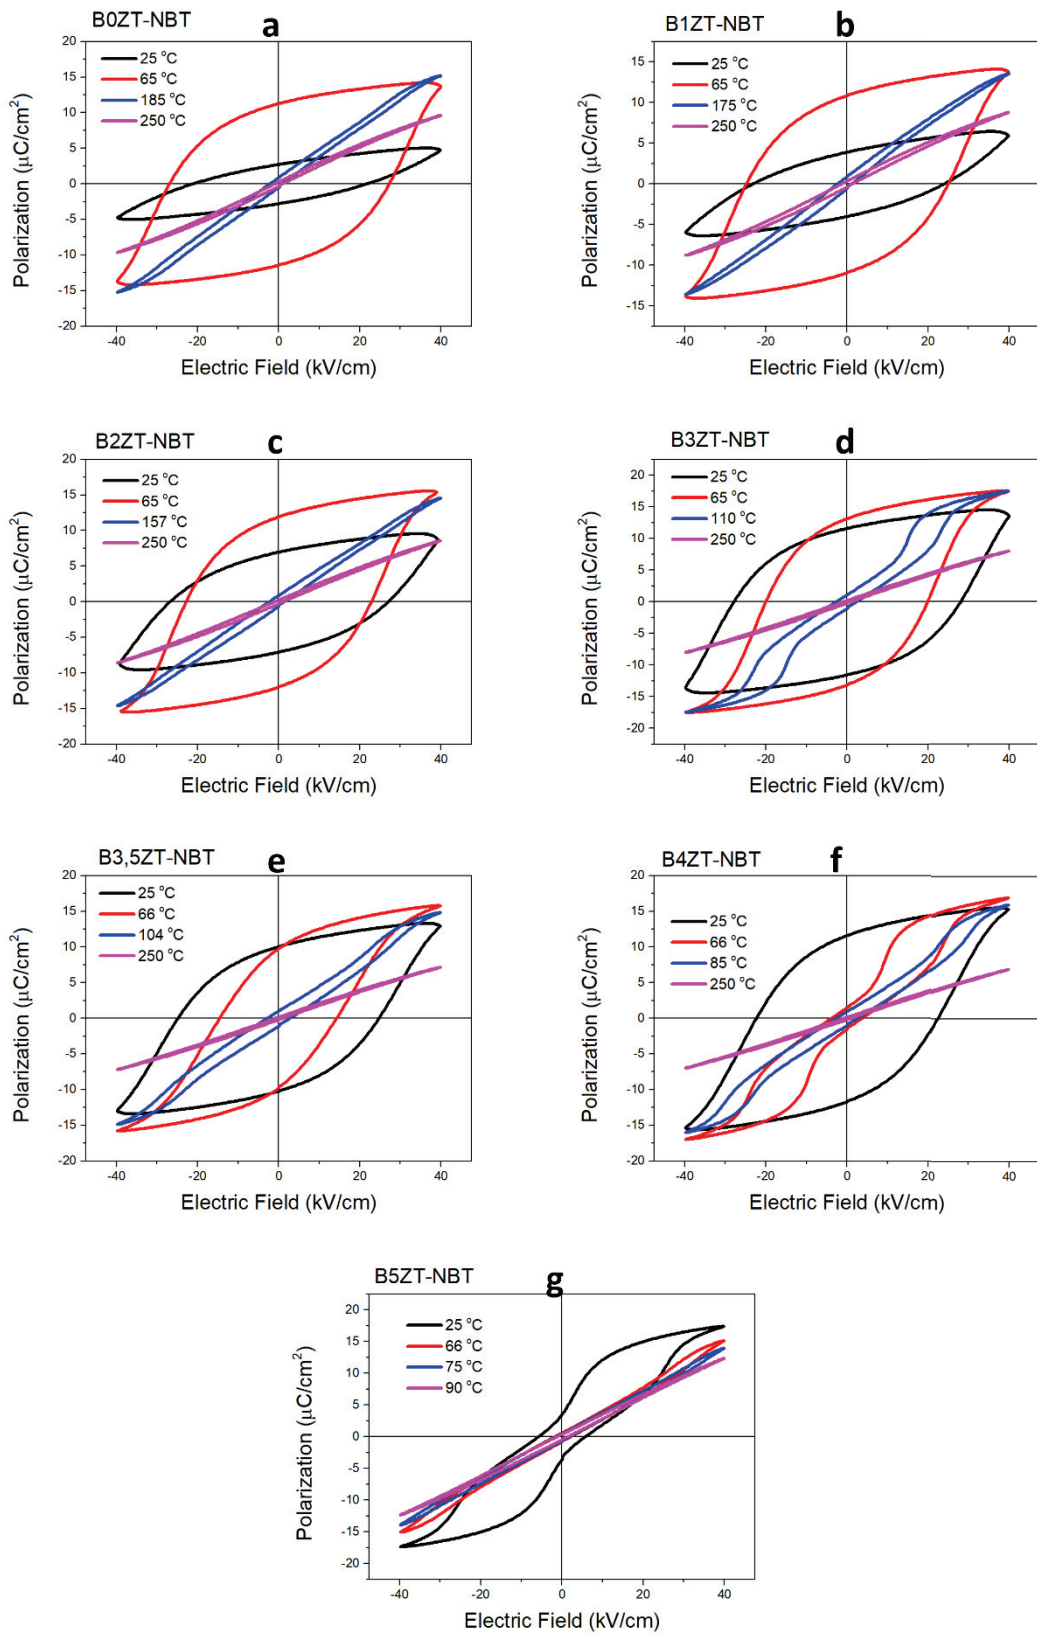 B0ZT-NBT a
25 °C
65 °C
185 °C
250 °C
20
15
10
5
0
-5
-10
-15
-20
-40 -20 0 20 40
Polarization (μC/cm²)
Electric Field (kV/cm)
B1ZT-NBT b
25 °C
65 °C
175 °C
250 °C
15
10
5
0
-5
-10
-15
-40 -20 0 20 40
Polarization (μC/cm²)
Electric Field (kV/cm)
B2ZT-NBT c
25 °C
65 °C
157 °C
250 °C
20
15
10
5
0
-5
-10
-15
-20
-40 -20 0 20 40
Polarization (μC/cm²)
Electric Field (kV/cm)
B3ZT-NBT d
25 °C
65 °C
110 °C
250 °C
20
15
10
5
0
-5
-10
-15
-20
-40 -20 0 20 40
Polarization (μC/cm²)
Electric Field (kV/cm)
B3,5ZT-NBT e
25 °C
66 °C
104 °C
250 °C
20
15
10
5
0
-5
-10
-15
-20
-40 -20 0 20 40
Polarization (μC/cm²)
Electric Field (kV/cm)
B4ZT-NBT f
25 °C
66 °C
85 °C
250 °C
20
15
10
5
0
-5
-10
-15
-20
-40 -20 0 20 40
Polarization (μC/cm²)
Electric Field (kV/cm)
B5ZT-NBT g
25 °C
66 °C
75 °C
90 °C
20
15
10
5
0
-5
-10
-15
-20
-40 -20 0 20 40
Polarization (μC/cm²)
Electric Field (kV/cm)